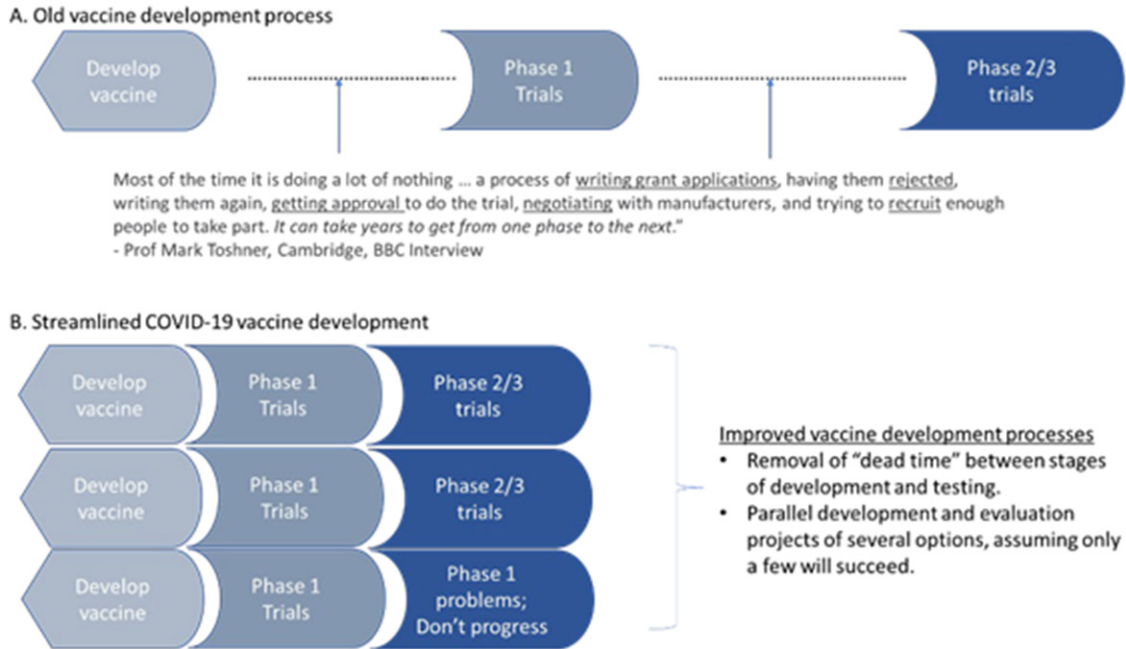 A. Old vaccine development process
Develop
vaccine
Phase 1
Trials
Phase 2/3
trials
Most of the time it is doing a lot of nothing ... a process of writing grant applications, having them rejected,
writing them again, getting approval to do the trial, negotiating with manufacturers, and trying to recruit enough
people to take part. It can take years to get from one phase to the next.”
- Prof Mark Toshner, Cambridge, BBC Interview
B. Streamlined COVID-19 vaccine development
Develop
vaccine
Phase 1
Trials
Phase 2/3
trials
Develop
vaccine
Phase 1
Trials
Phase 2/3
trials
Develop
vaccine
Phase 1
Trials
Phase 1
problems;
Don’t progress
Improved vaccine development processes
• Removal of “dead time” between stages
of development and testing.
• Parallel development and evaluation
projects of several options, assuming only
a few will succeed.